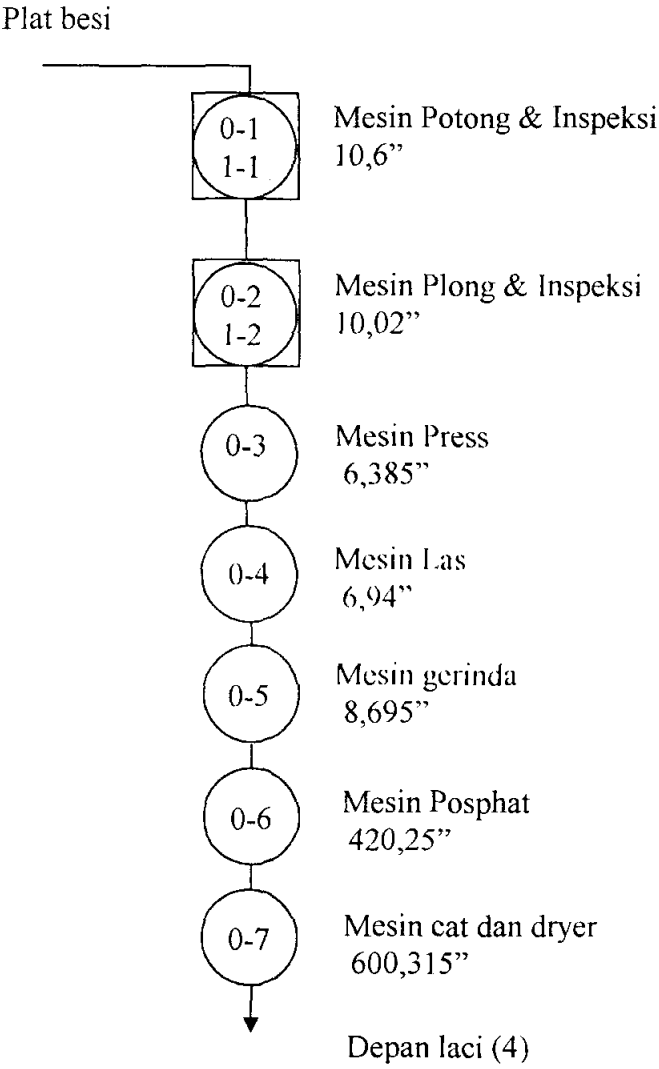 Plat besi
0-1
1-1
Mesin Potong & Inspeksi
10,6”
0-2
1-2
Mesin Plong & Inspeksi
10,02”
0-3
Mesin Press
6,385”
0-4
Mesin Las
6,94”
0-5
Mesin gerinda
8,695”
0-6
Mesin Posphat
420,25”
0-7
Mesin cat dan dryer
600,315”
Depan laci (4)